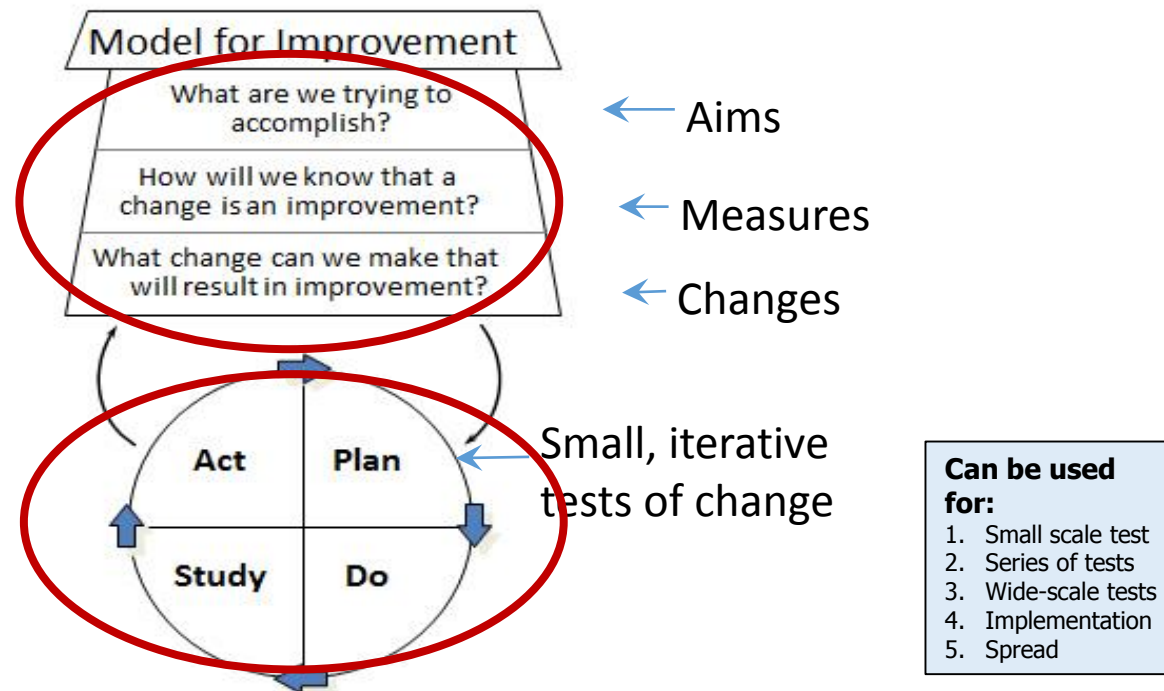 Model for Improvement
What are we trying to
accomplish?
Aims
How will we know that a
change is an improvement?
Measures
What change can we make that
will result in improvement?
Changes
Act
Plan
Small, iterative
tests of change
Study
Do
Can be used
for:
1. Small scale test
2. Series of tests
3. Wide-scale tests
4. Implementation
5. Spread